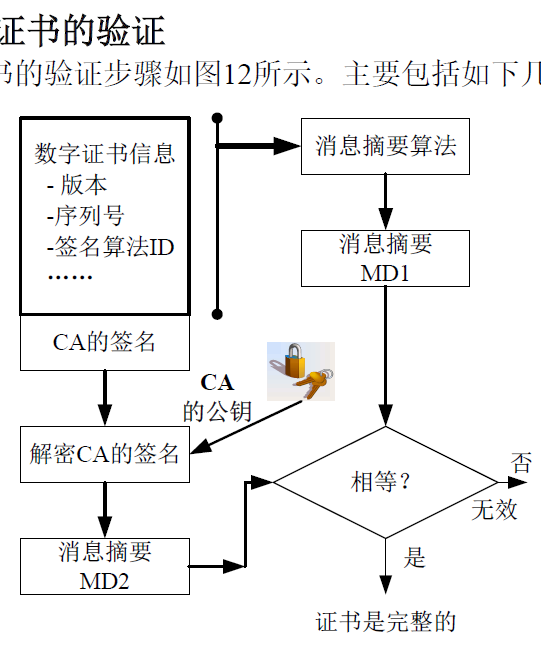 证书的验证
书的验证步骤如图12所示。主要包括如下几
数字证书信息
- 版本
-序列号
-签名算法ID
……
CA的签名
消息摘要算法
消息摘要
MD1
CA
的公钥
解密CA的签名
消息摘要
MD2
相等？
否
无效
是
证书是完整的